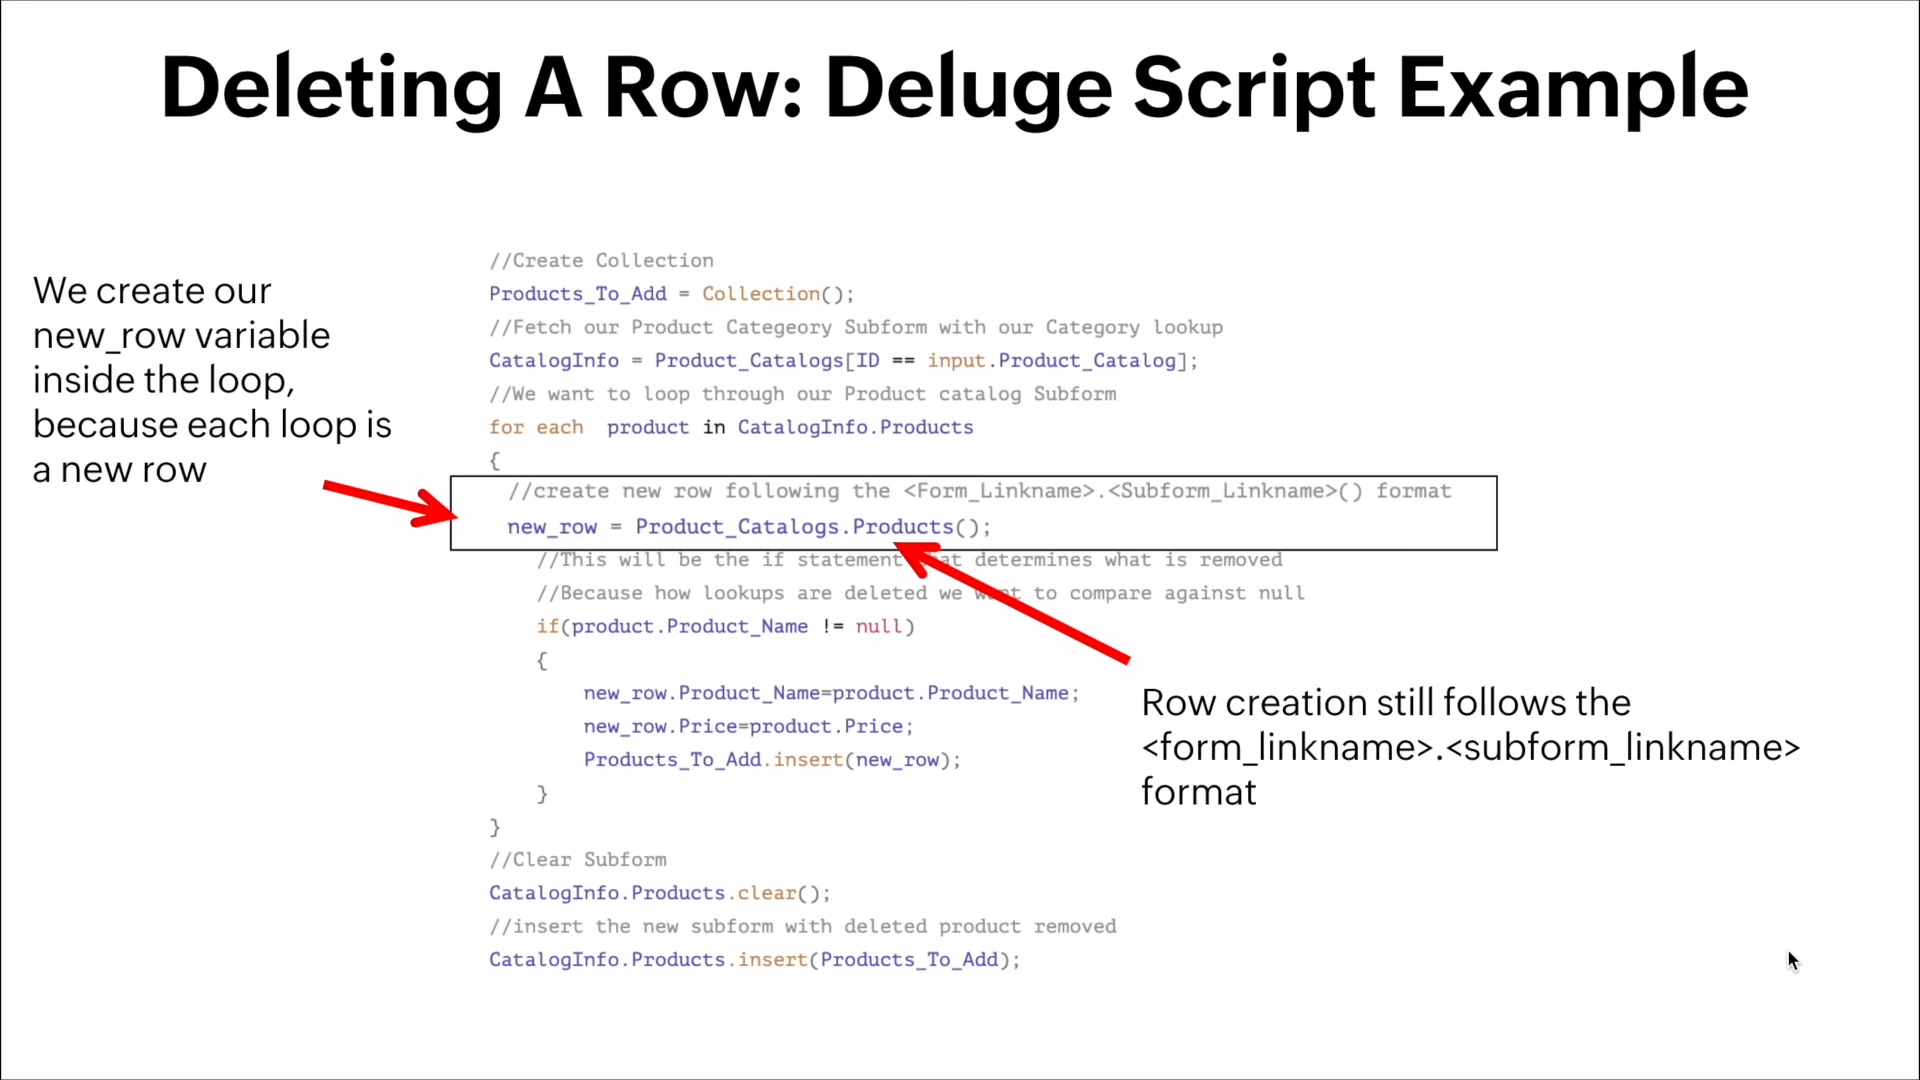 Deleting A Row: Deluge Script Example
We create our
new_row variable
inside the loop,
because each loop is
a new row
//Create Collection
Products_To_Add = Collection();
//Fetch our Product Categeory Subform with our Category lookup
CatalogInfo = Product_Catalogs[ID == input.Product_Catalog];
//We want to loop through our Product catalog Subform
for each  product in CatalogInfo.Products
{
//create new row following the <Form_Linkname>.<Subform_Linkname>() format
new_row = Product_Catalogs.Products();
//This will be the if statement that determines what is removed
//Because how lookups are deleted we want to compare against null
if(product.Product_Name != null)
{
new_row.Product_Name=product.Product_Name;
new_row.Price=product.Price;
Products_To_Add.insert(new_row);
}
}
//Clear Subform
CatalogInfo.Products.clear();
//insert the new subform with deleted product removed
CatalogInfo.Products.insert(Products_To_Add);
Row creation still follows the
<form_linkname>.<subform_linkname>
format